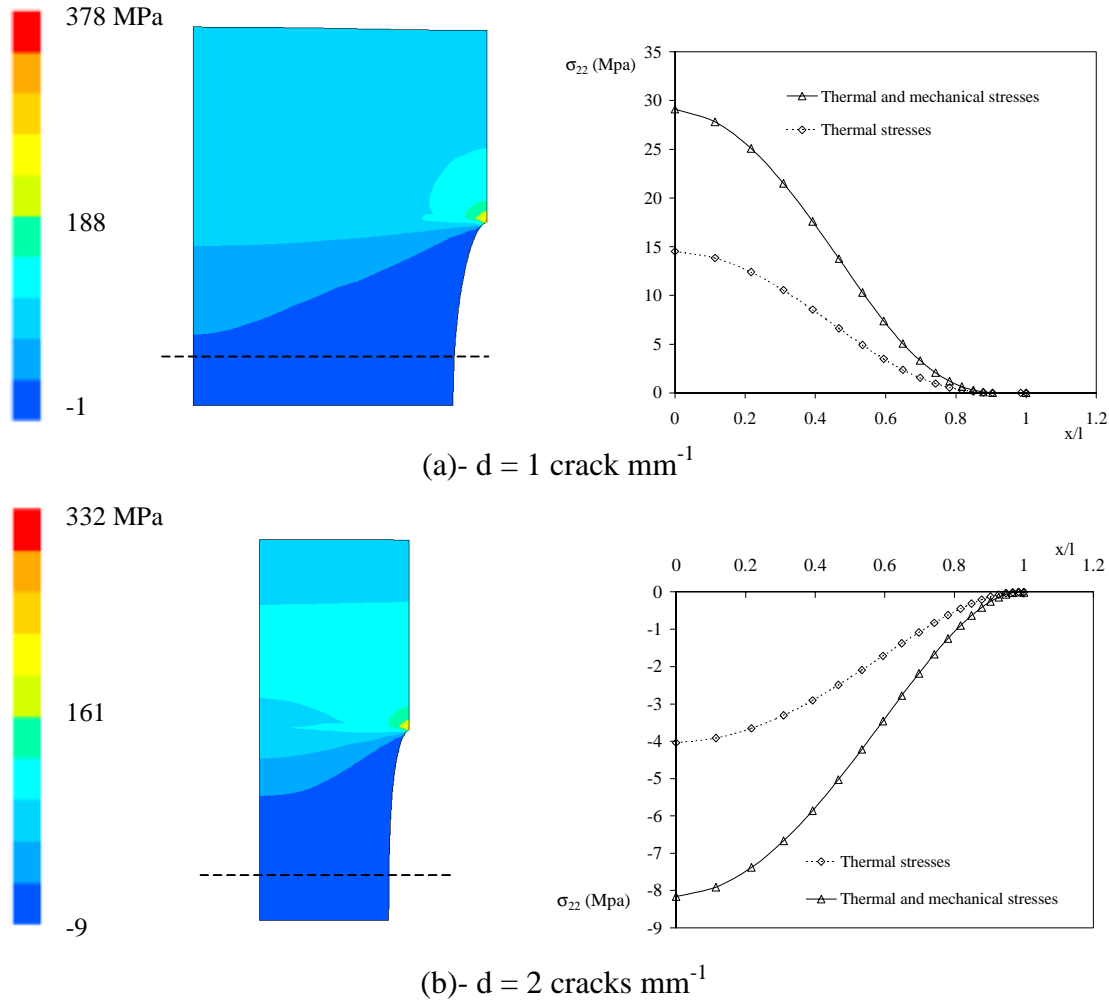 378 MPa
188
-1
σ22 (Mpa)
35
30
25
20
15
10
5
0
Thermal and mechanical stresses
Thermal stresses
0 0.2 0.4 0.6 0.8 1 1.2
x/l
(a)- d = 1 crack mm-1
332 MPa
161
-9
x/l
0 0.2 0.4 0.6 0.8 1 1.2
0
-1
-2
-3
-4
-5
-6
-7
-8
-9
σ22 (Mpa)
Thermal stresses
Thermal and mechanical stresses
(b)- d = 2 cracks mm-1